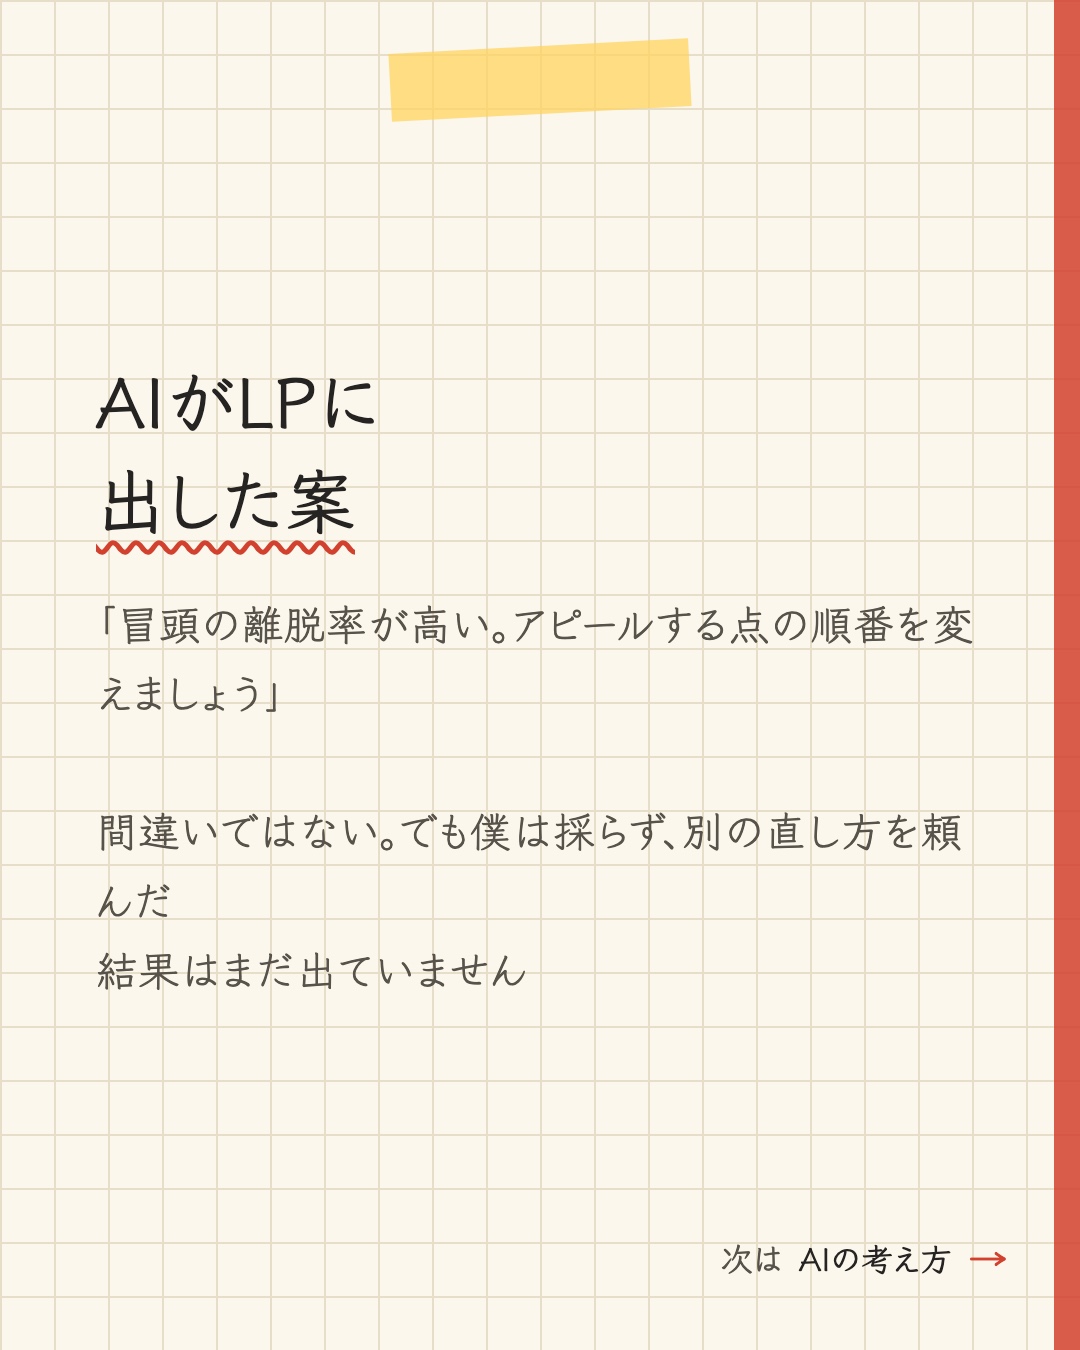 AIがLPに
出した案
「冒頭の離脱率が高い。アピールする点の順番を変
えましょう」
間違いではない。でも僕は採らず、別の直し方を頼
んだ
結果はまだ出ていません
次は AIの考え方 →